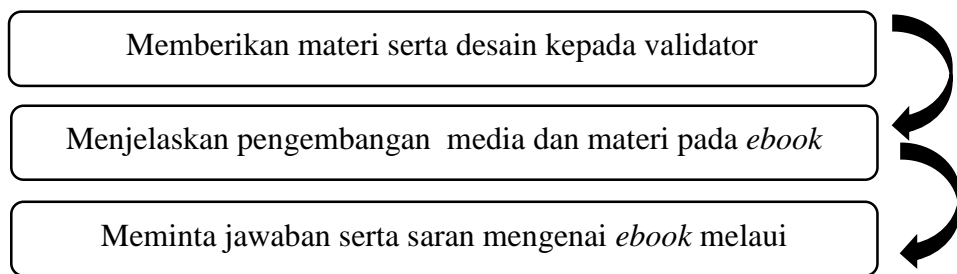 Memberikan materi serta desain kepada validator
Menjelaskan pengembangan media dan materi pada ebook
Meminta jawaban serta saran mengenai ebook melaui